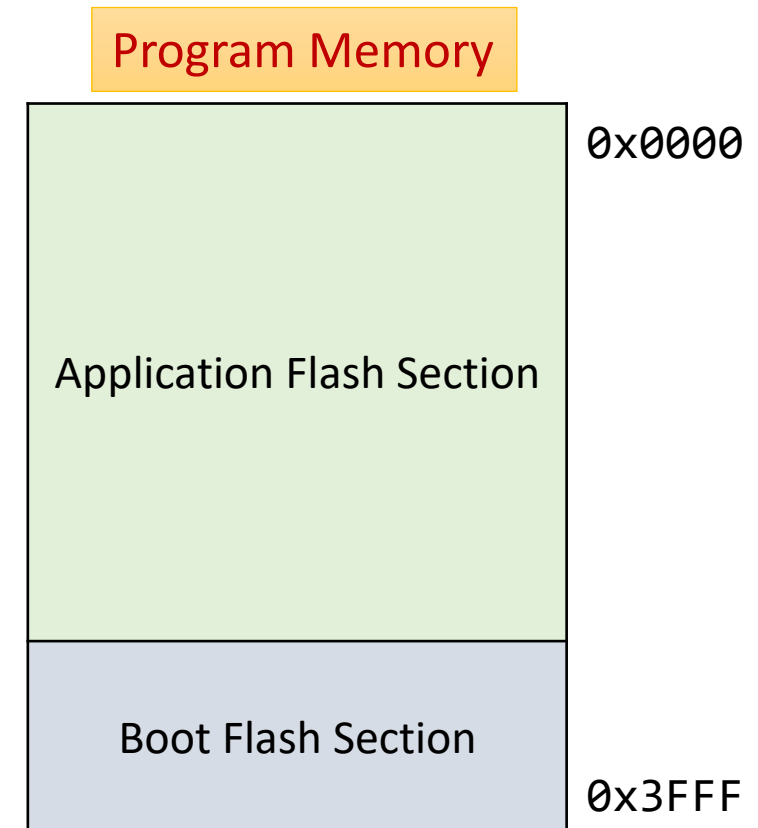 Program Memory
0x0000
Application Flash Section
Boot Flash Section
0x3FFF